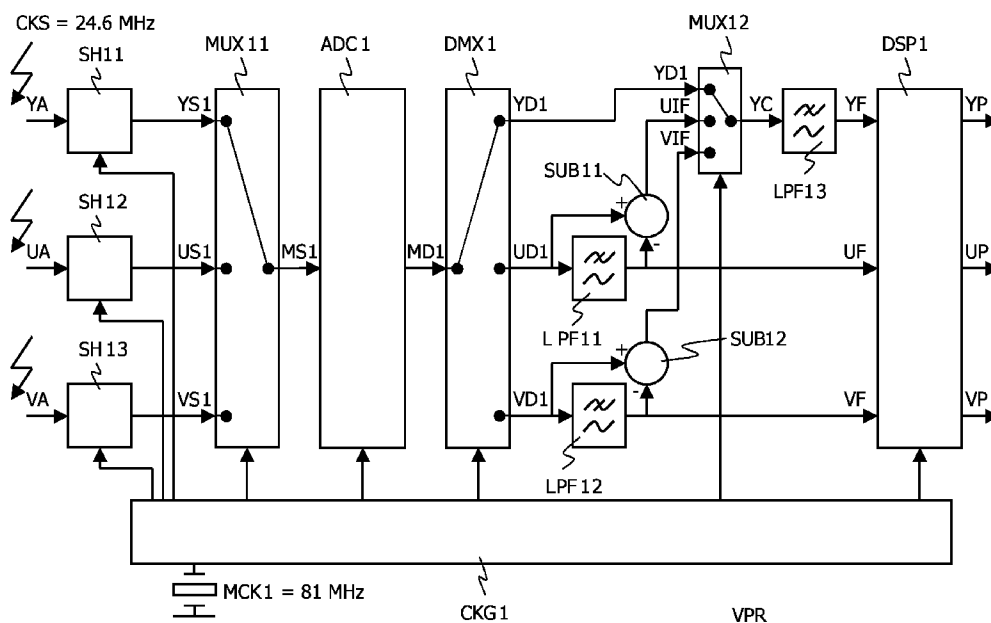 CKS = 24.6 MHz
SH11
MUX11
ADC1
DMX1
MUX12
DSP1
YA
YS1
YD1
YD1
UIF
VIF
YC
YF
YP
LPF13
SUB11
SH12
+
-
UA
US1
MS1
MD1
UD1
UF
UP
LPF11
SUB12
SH13
+
-
VA
VS1
VD1
VF
VP
LPF12
MCK1 = 81 MHz
CKG1
VPR